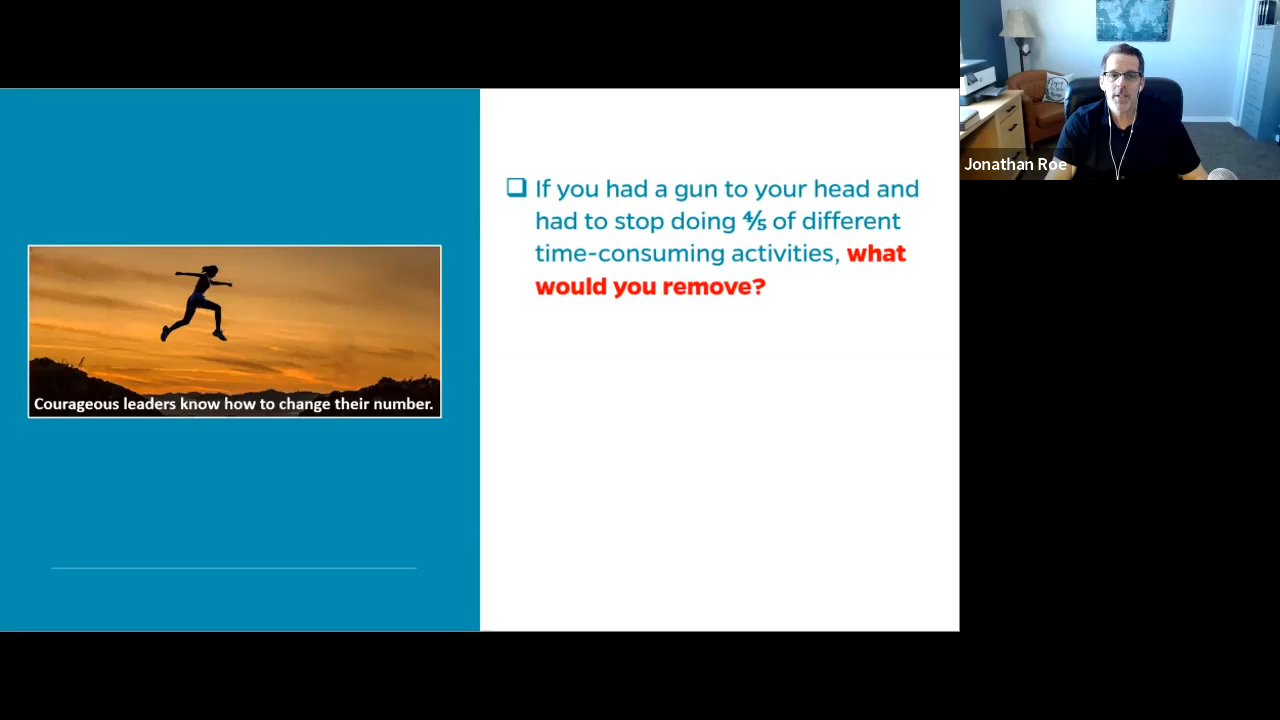 ❑ If you had a gun to your head and
had to stop doing ⅘ of different
time-consuming activities, what
would you remove?
Courageous leaders know how to change their number.
Jonathan Roe